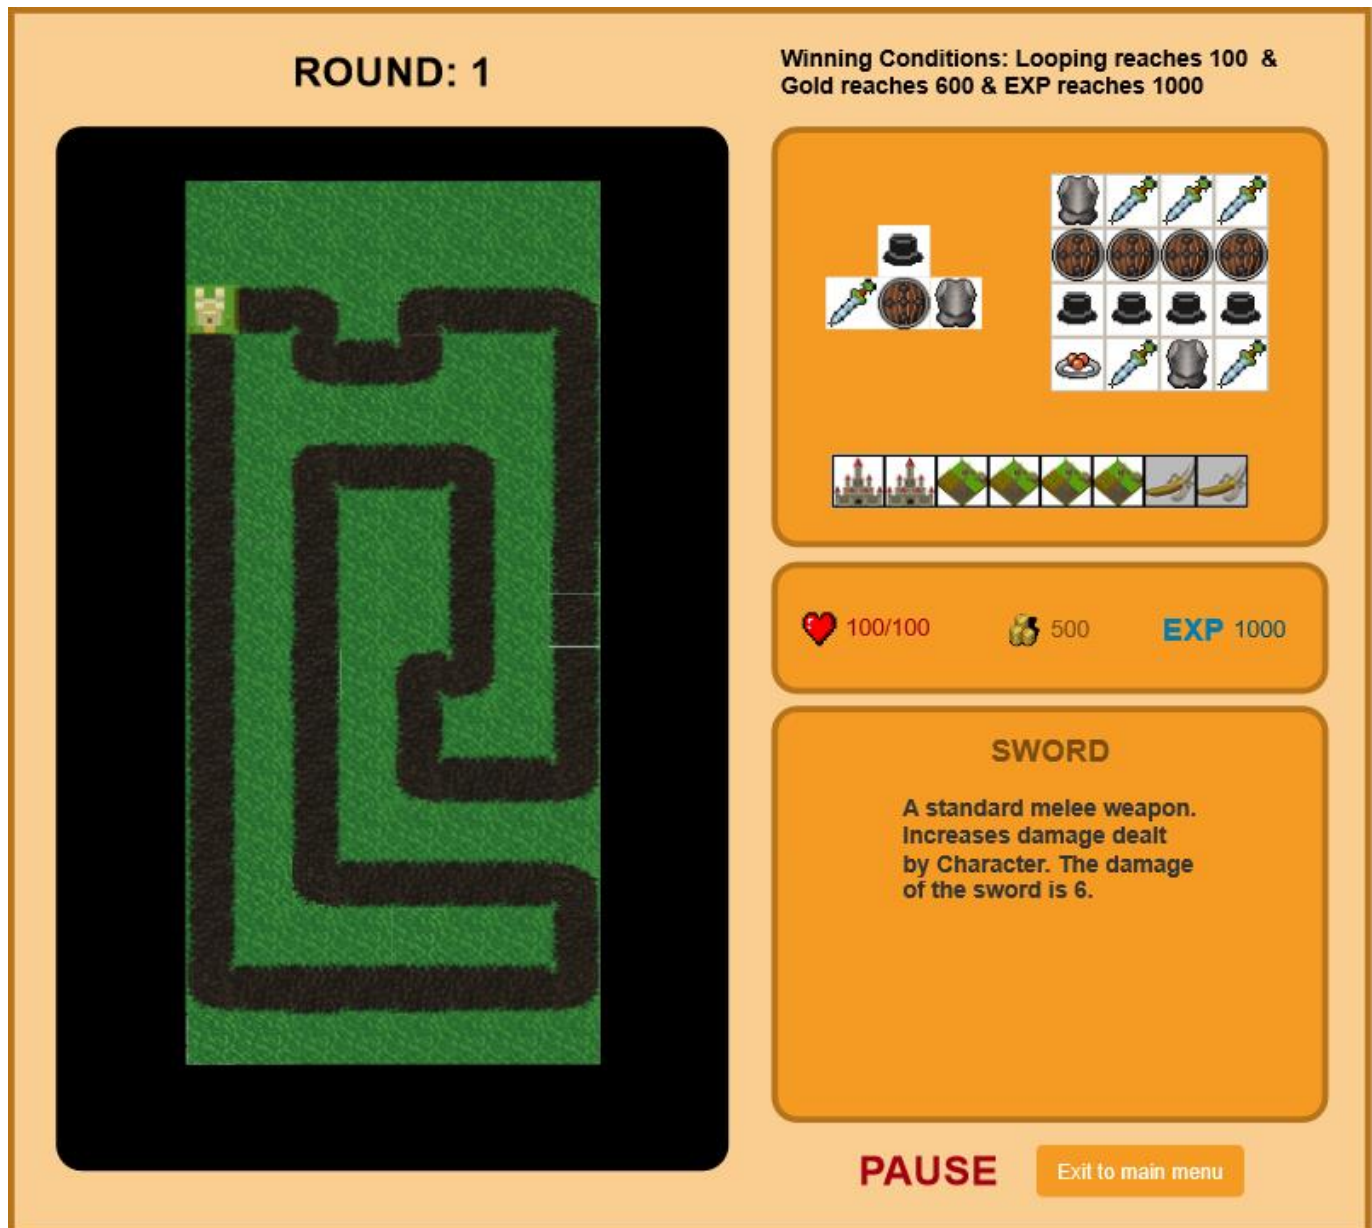 ROUND: 1
Winning Conditions: Looping reaches 100 &
Gold reaches 600 & EXP reaches 1000
100/100
500
EXP 1000
SWORD
A standard melee weapon.
Increases damage dealt
by Character. The damage
of the sword is 6.
PAUSE
Exit to main menu